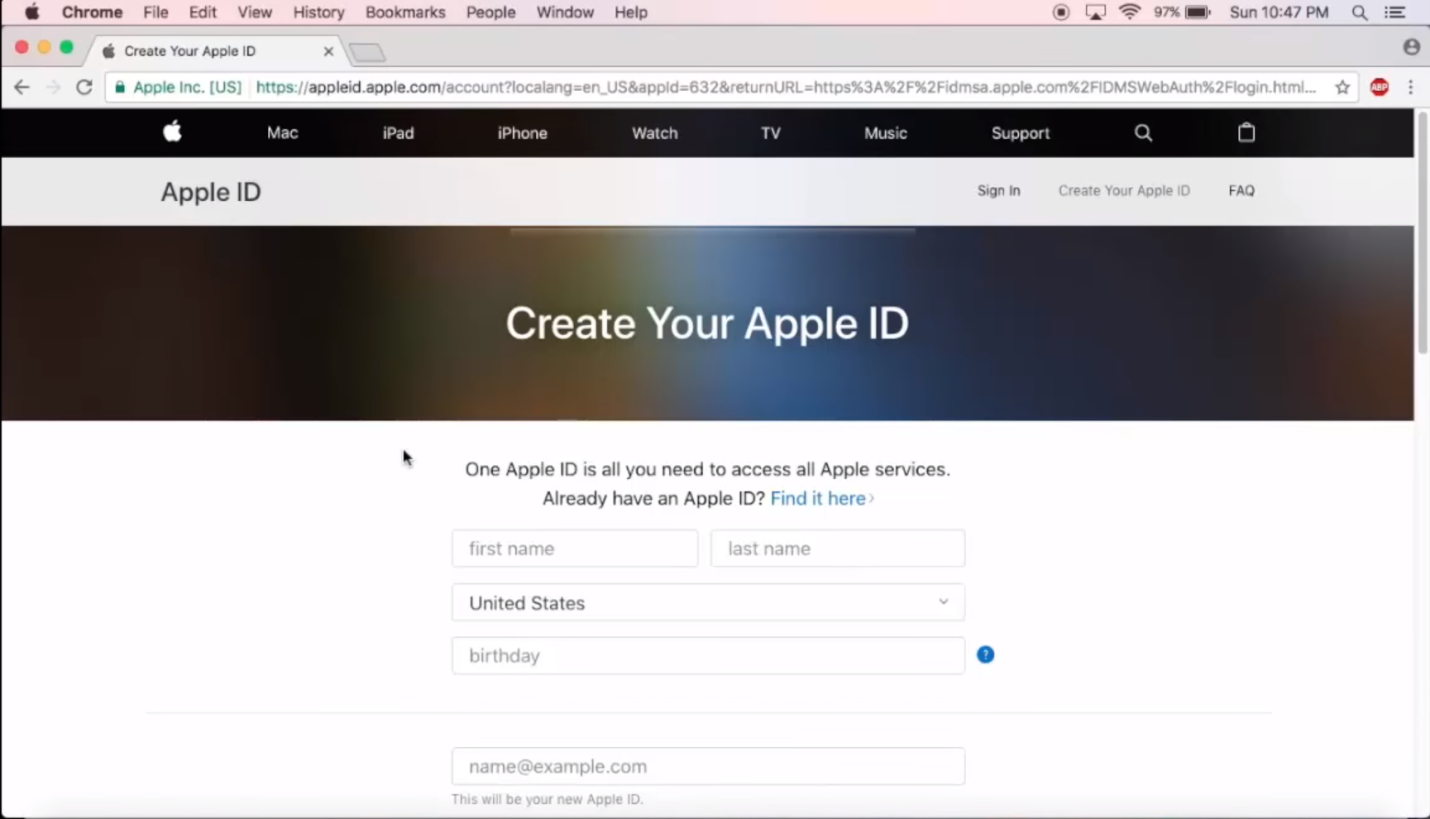 Chrome File Edit View History Bookmarks People Window Help 97% Sun 10:47 PM
Create Your Apple ID
Apple Inc. [US] https://appleid.apple.com/account?localang=en_US&appId=632&returnURL=https%3A%2F%2Fidmsa.apple.com%2FIDMSWebAuth%2Flogin.html... ABP
Mac iPad iPhone Watch TV Music Support
Apple ID Sign In Create Your Apple ID FAQ
Create Your Apple ID
One Apple ID is all you need to access all Apple services.
Already have an Apple ID? Find it here ›
first name last name
United States
birthday ?
name@example.com
This will be your new Apple ID.